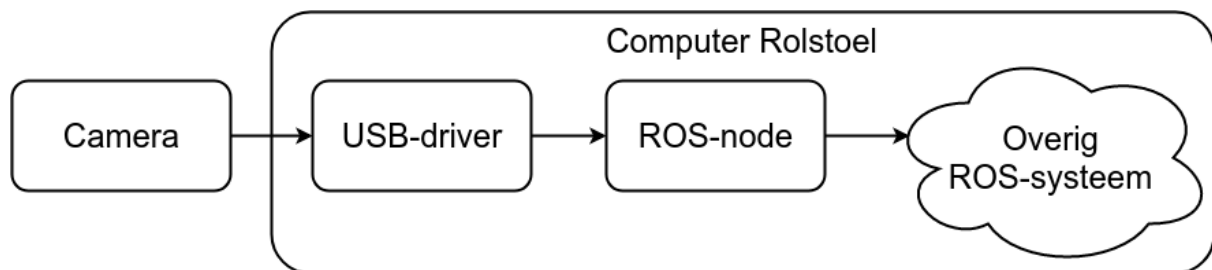 Computer Rolstoel
Camera
USB-driver
ROS-node
Overig
ROS-systeem